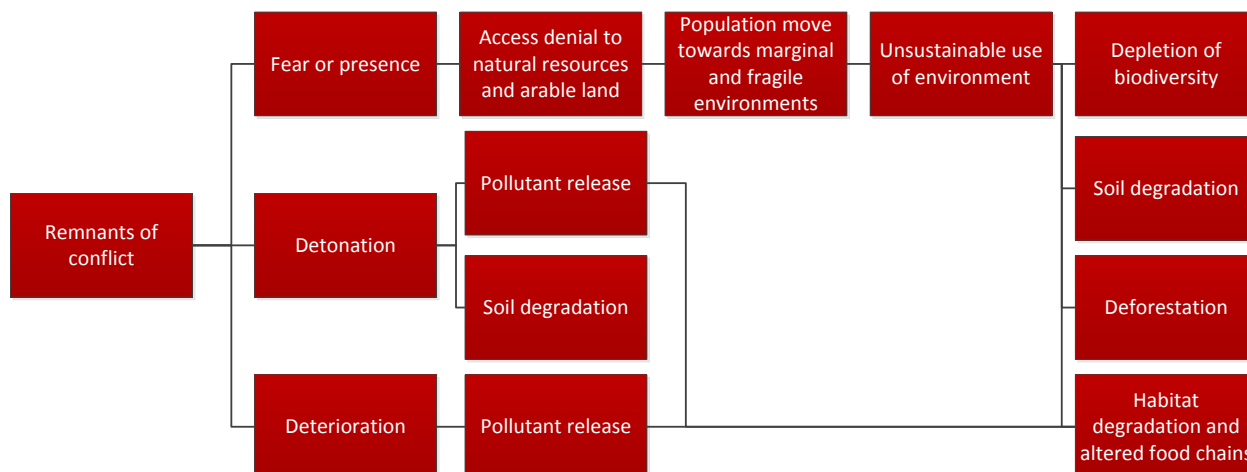 Fear or presence
Access denial to
natural resources
and arable land
Population move
towards marginal
and fragile
environments
Unsustainable use
of environment
Depletion of
biodiversity
Remnants of
conflict
Detonation
Pollutant release
Soil degradation
Soil degradation
Deforestation
Deterioration
Pollutant release
Habitat
degradation and
altered food chains